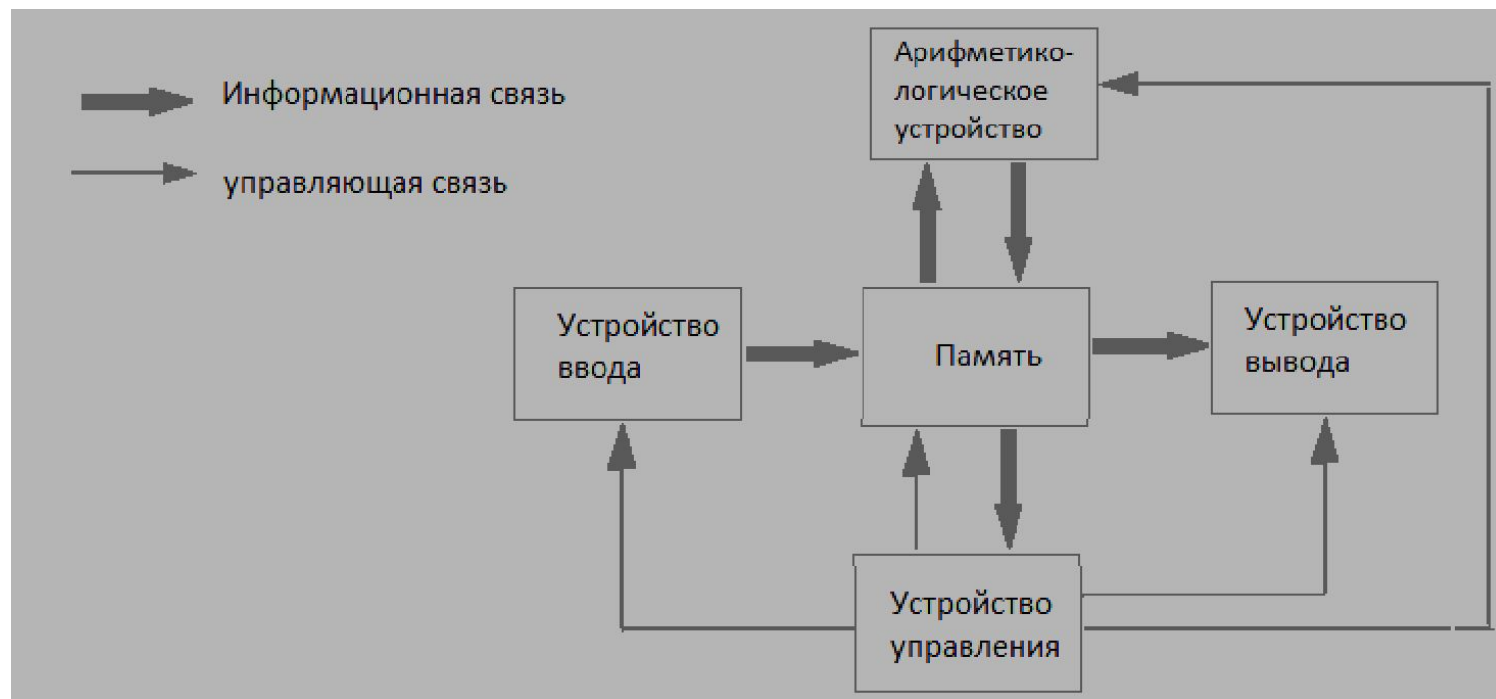 Арифметико-
логическое
устройство
Информационная связь
управляющая связь
Устройство
ввода
Память
Устройство
вывода
Устройство
управления